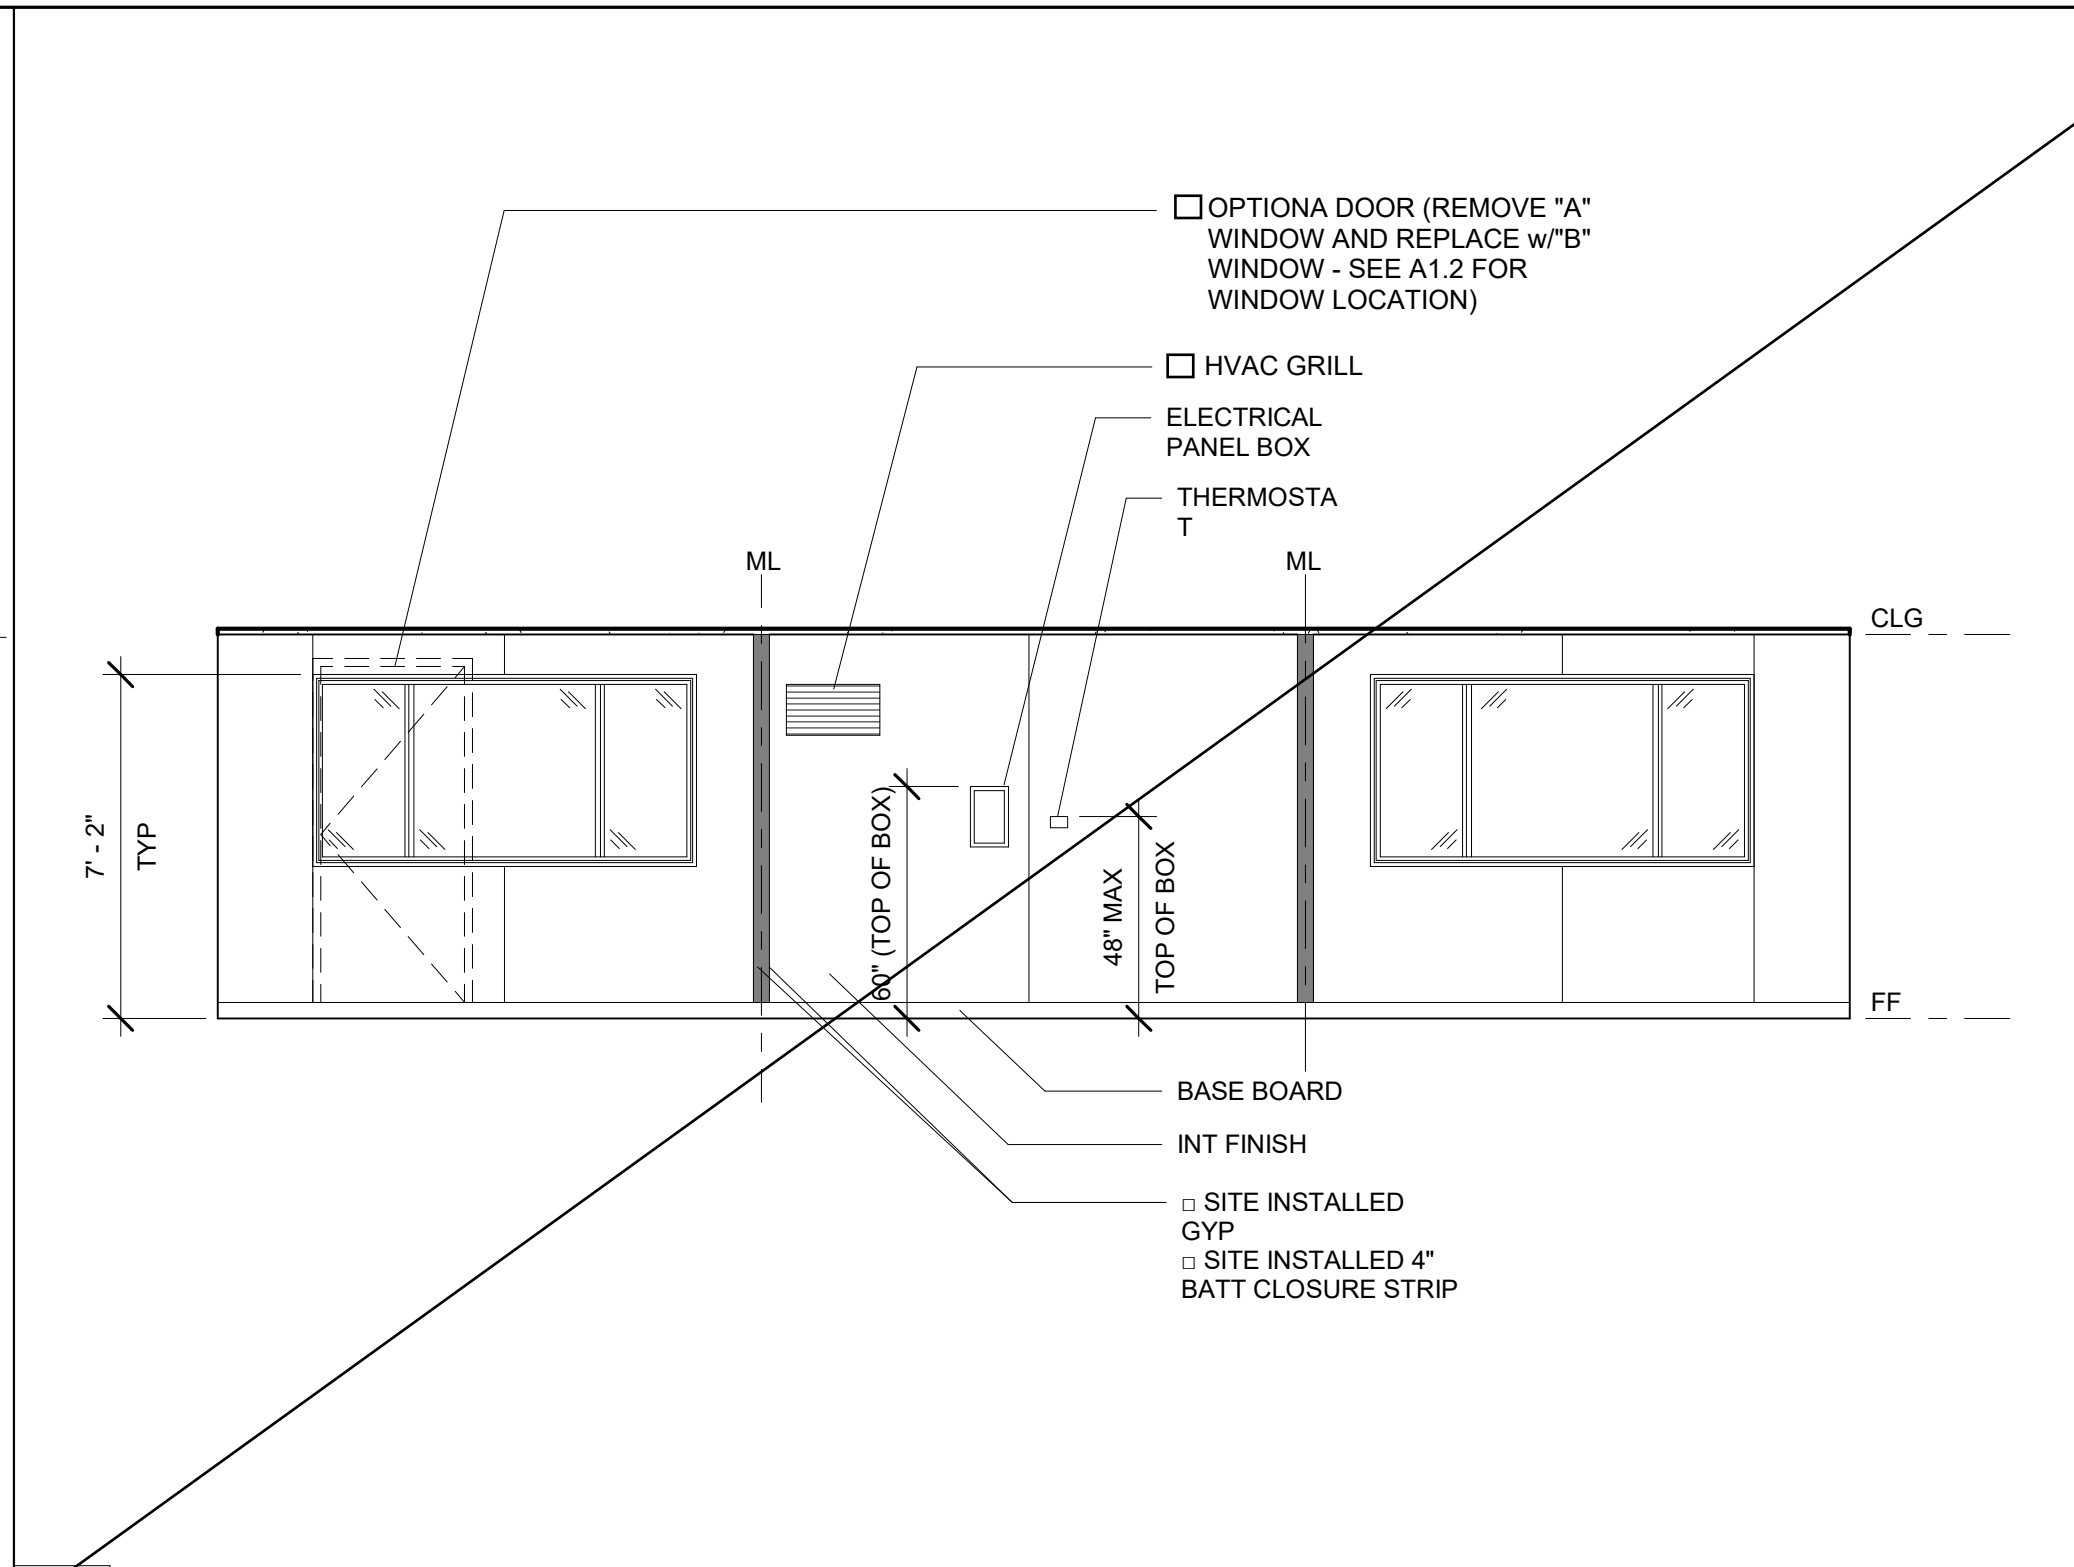 □ OPTIONA DOOR (REMOVE "A"
WINDOW AND REPLACE w/"B"
WINDOW - SEE A1.2 FOR
WINDOW LOCATION)
□ HVAC GRILL
ELECTRICAL
PANEL BOX
THERMOSTA
T
ML
ML
CLG
7' - 2"
TYP
60" (TOP OF BOX)
48" MAX
TOP OF BOX
FF
BASE BOARD
INT FINISH
□ SITE INSTALLED
GYP
□ SITE INSTALLED 4"
BATT CLOSURE STRIP